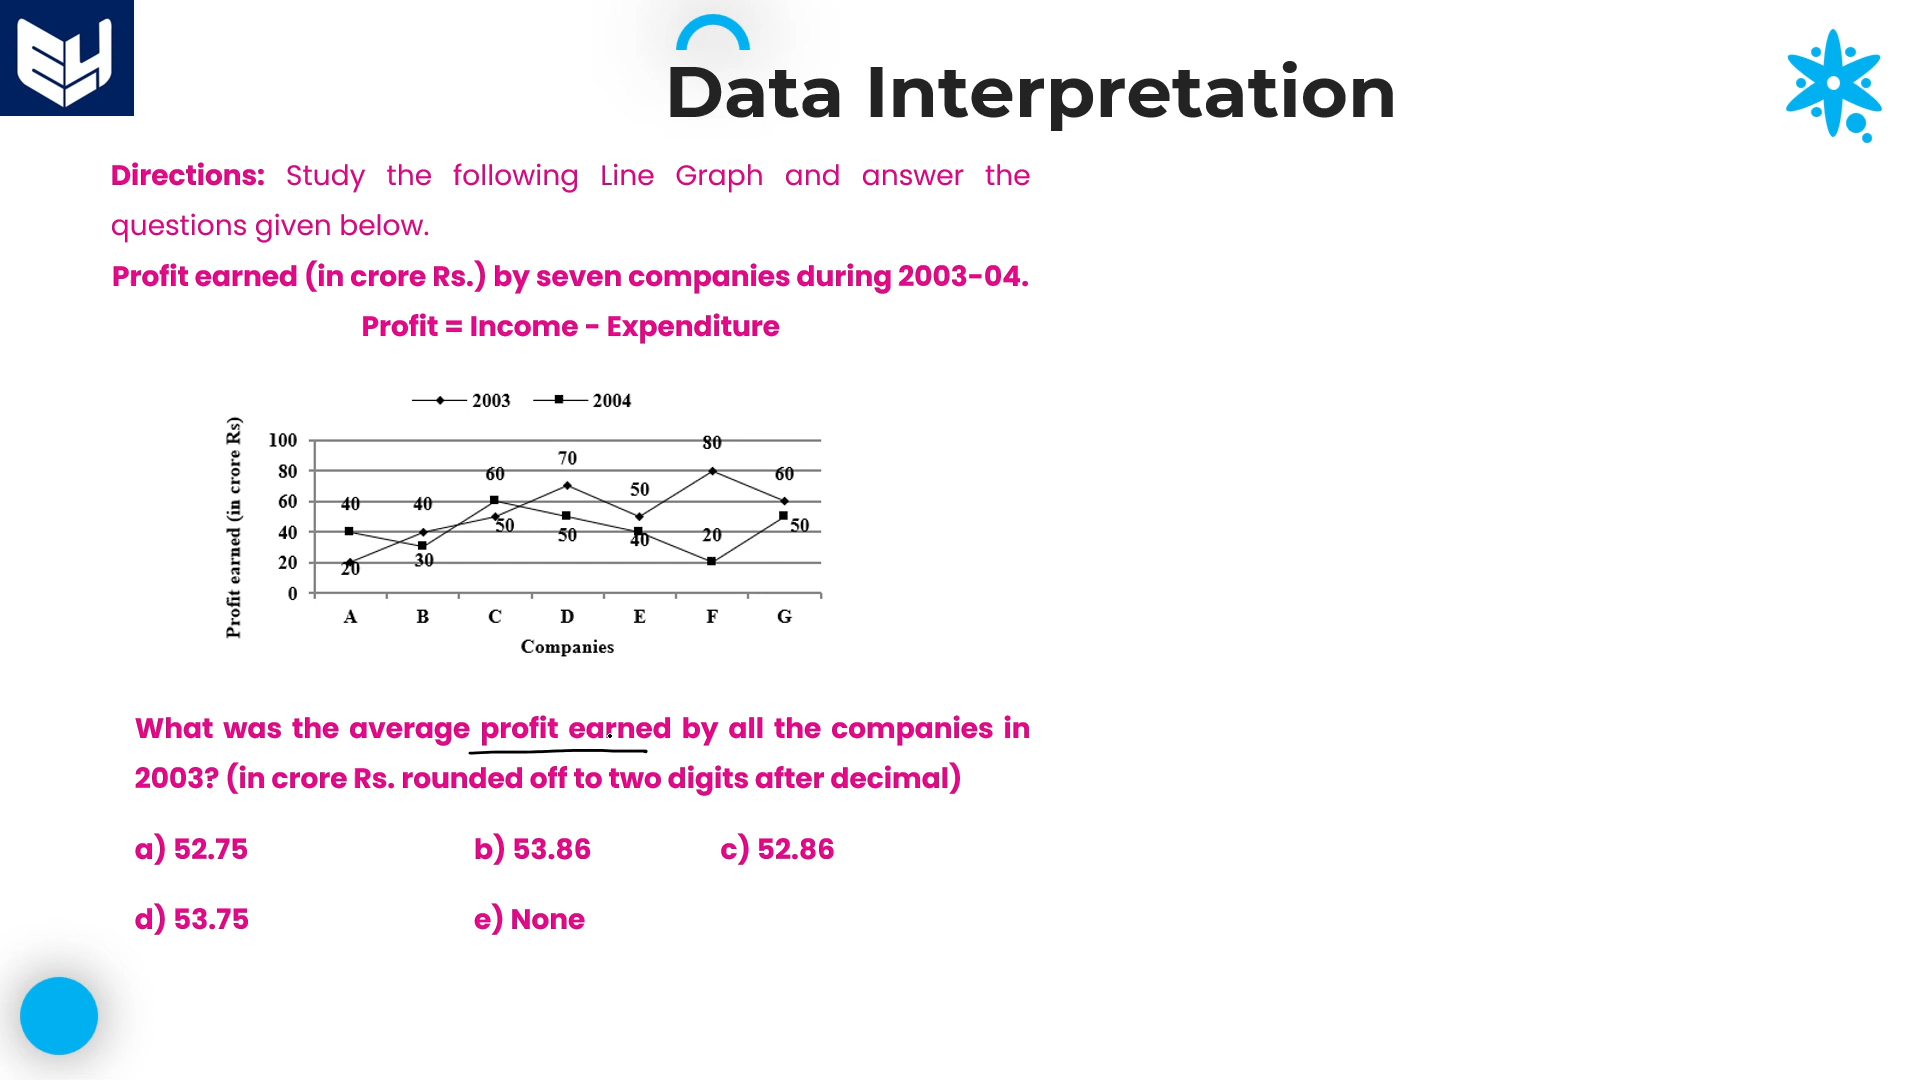 Data Interpretation
Directions: Study the following Line Graph and answer the
questions given below.
Profit earned (in crore Rs.) by seven companies during 2003-04.
Profit = Income - Expenditure
2003 2004
Profit earned (in crore Rs)
100
80
60
40
20
0
40 40 60 70 50 80 60
20 30 50 50 40 20 50
A B C D E F G
Companies
What was the average profit earned by all the companies in
2003? (in crore Rs. rounded off to two digits after decimal)
a) 52.75 b) 53.86 c) 52.86
d) 53.75 e) None